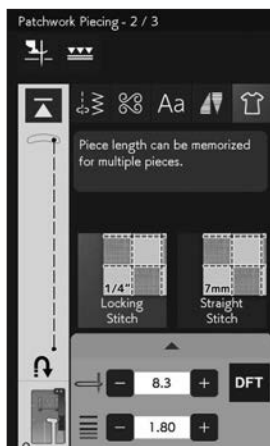 Patchwork Piecing - 2 / 3
Aa
Piece length can be memorized
for multiple pieces.
1/4" 7mm
Locking Straight
Stitch Stitch
− 8.3 + DFT
− 1.80 +